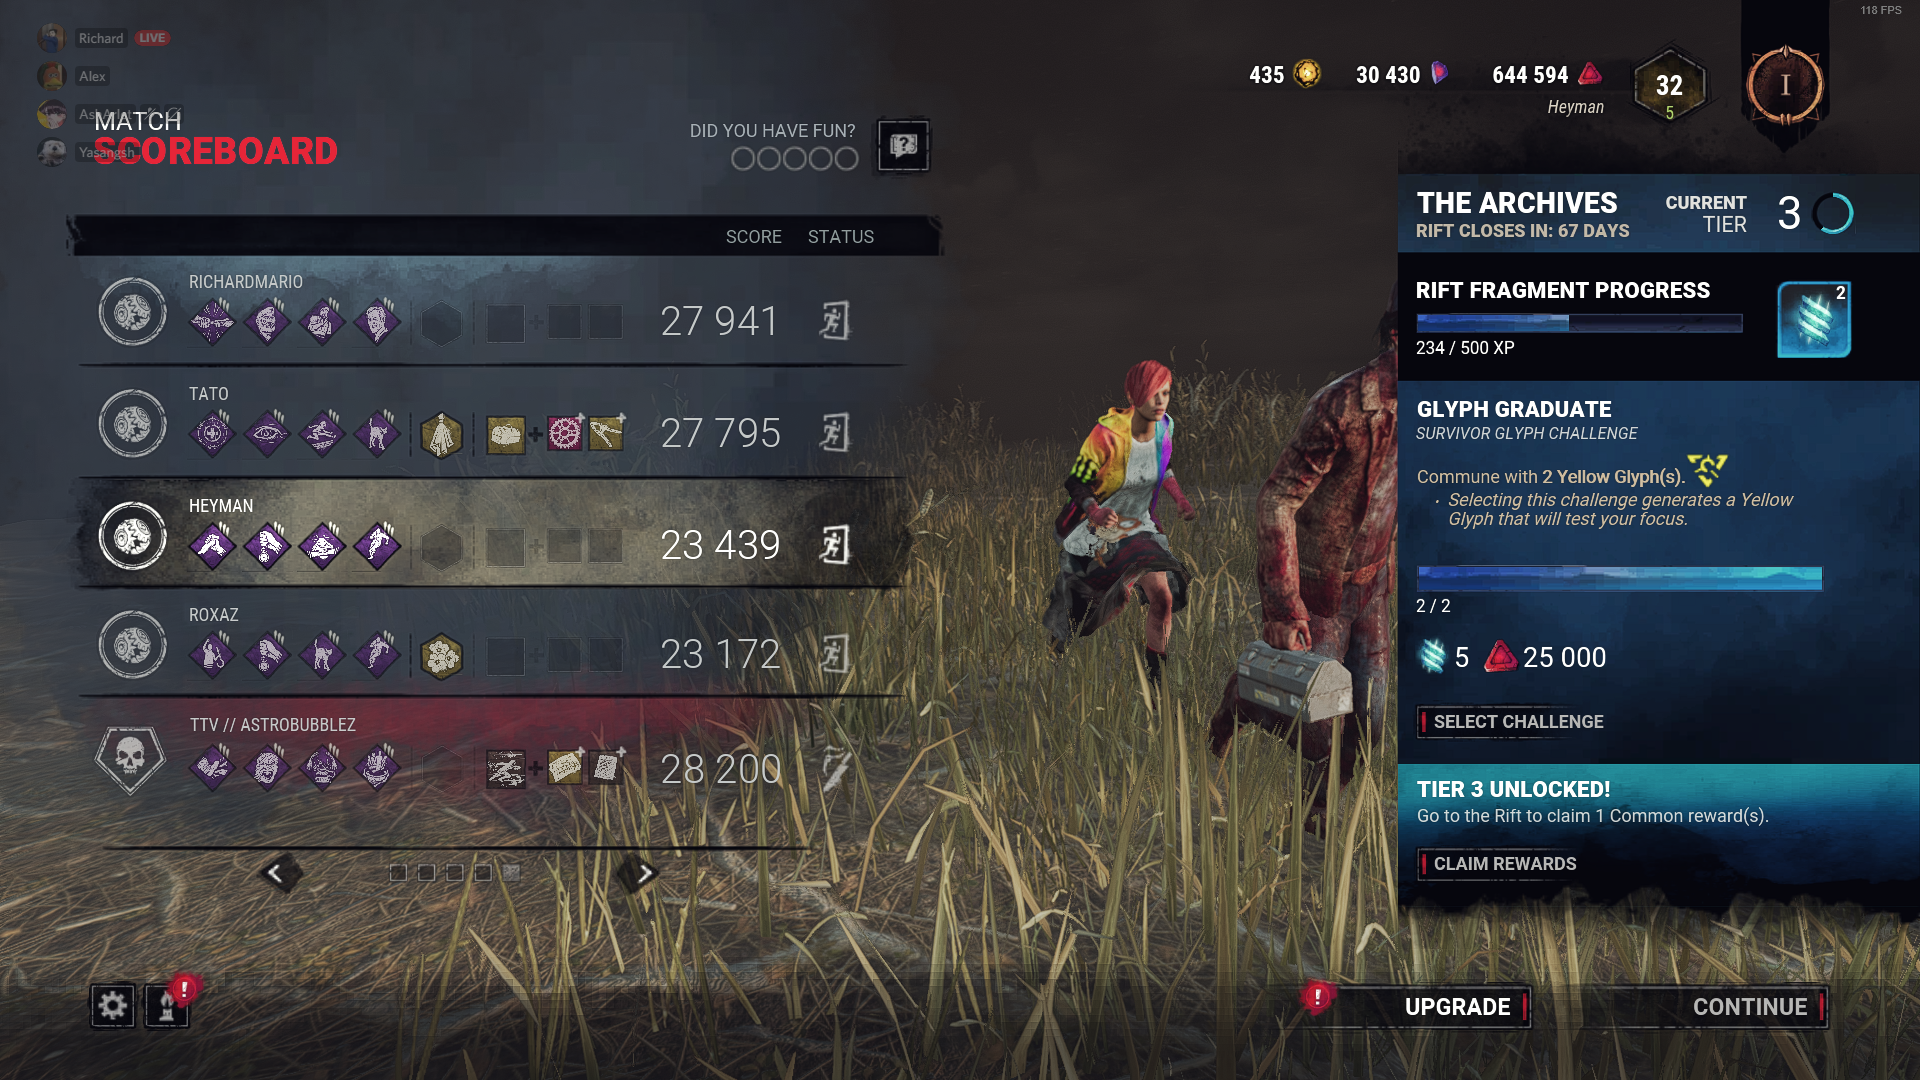 118 FPS
Richard LIVE
Alex
AshArlot
Yasangsh
MATCH
SCOREBOARD
DID YOU HAVE FUN?
435
30 430
644 594
Heyman
32
5
I
SCORE STATUS
RICHARDMARIO
27 941
TATO
27 795
HEYMAN
23 439
ROXAZ
23 172
TTV // ASTROBUBBLEZ
28 200
THE ARCHIVES
RIFT CLOSES IN: 67 DAYS
CURRENT
TIER
3
RIFT FRAGMENT PROGRESS
2
234 / 500 XP
GLYPH GRADUATE
SURVIVOR GLYPH CHALLENGE
Commune with 2 Yellow Glyph(s).
· Selecting this challenge generates a Yellow
Glyph that will test your focus.
2 / 2
5 25 000
SELECT CHALLENGE
TIER 3 UNLOCKED!
Go to the Rift to claim 1 Common reward(s).
CLAIM REWARDS
!
!
UPGRADE
CONTINUE